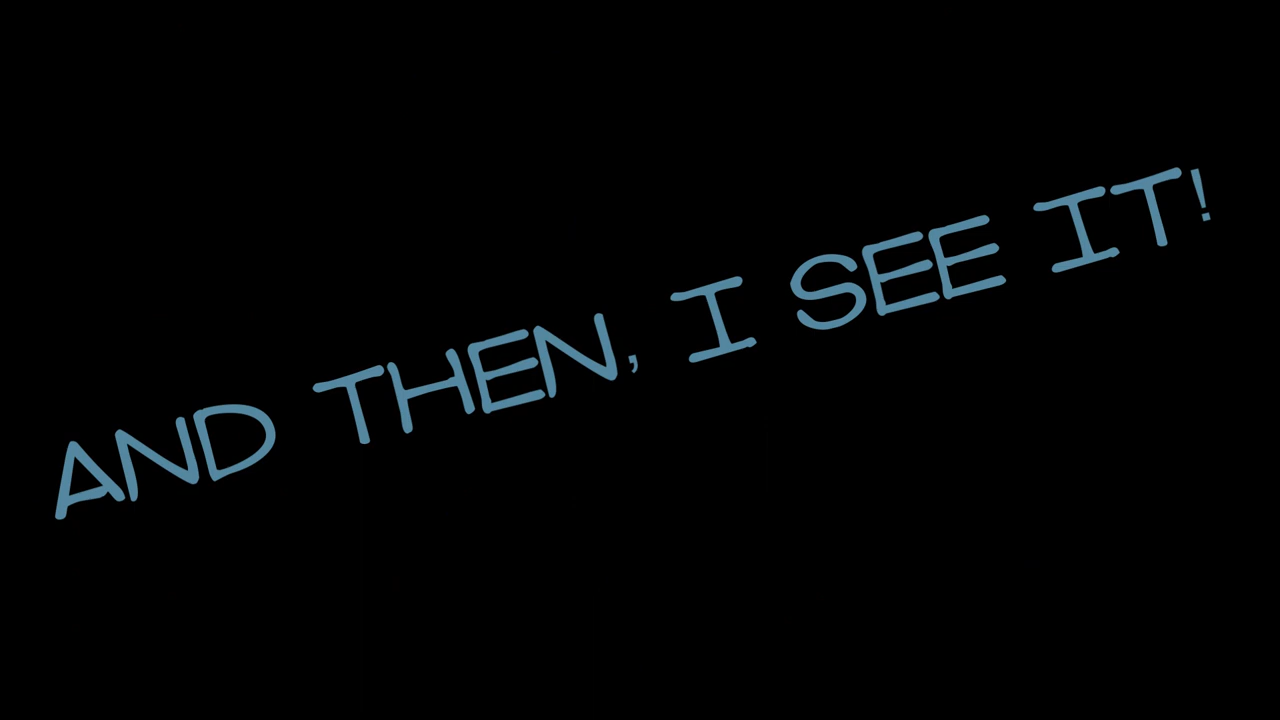 AND THEN, I SEE IT!